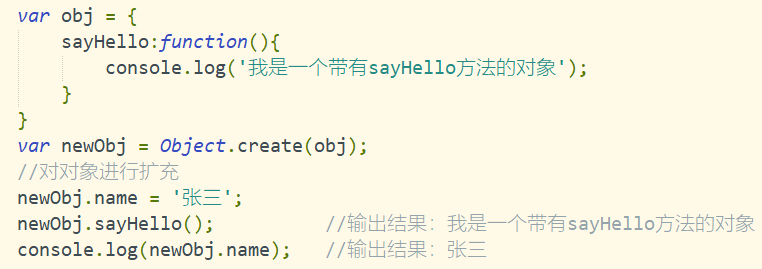 var obj = {
    sayHello:function(){
        console.log('我是一个带有sayHello方法的对象');
    }
}
var newObj = Object.create(obj);
//对对象进行扩充
newObj.name = '张三';
newObj.sayHello();          //输出结果：我是一个带有sayHello方法的对象
console.log(newObj.name);   //输出结果：张三